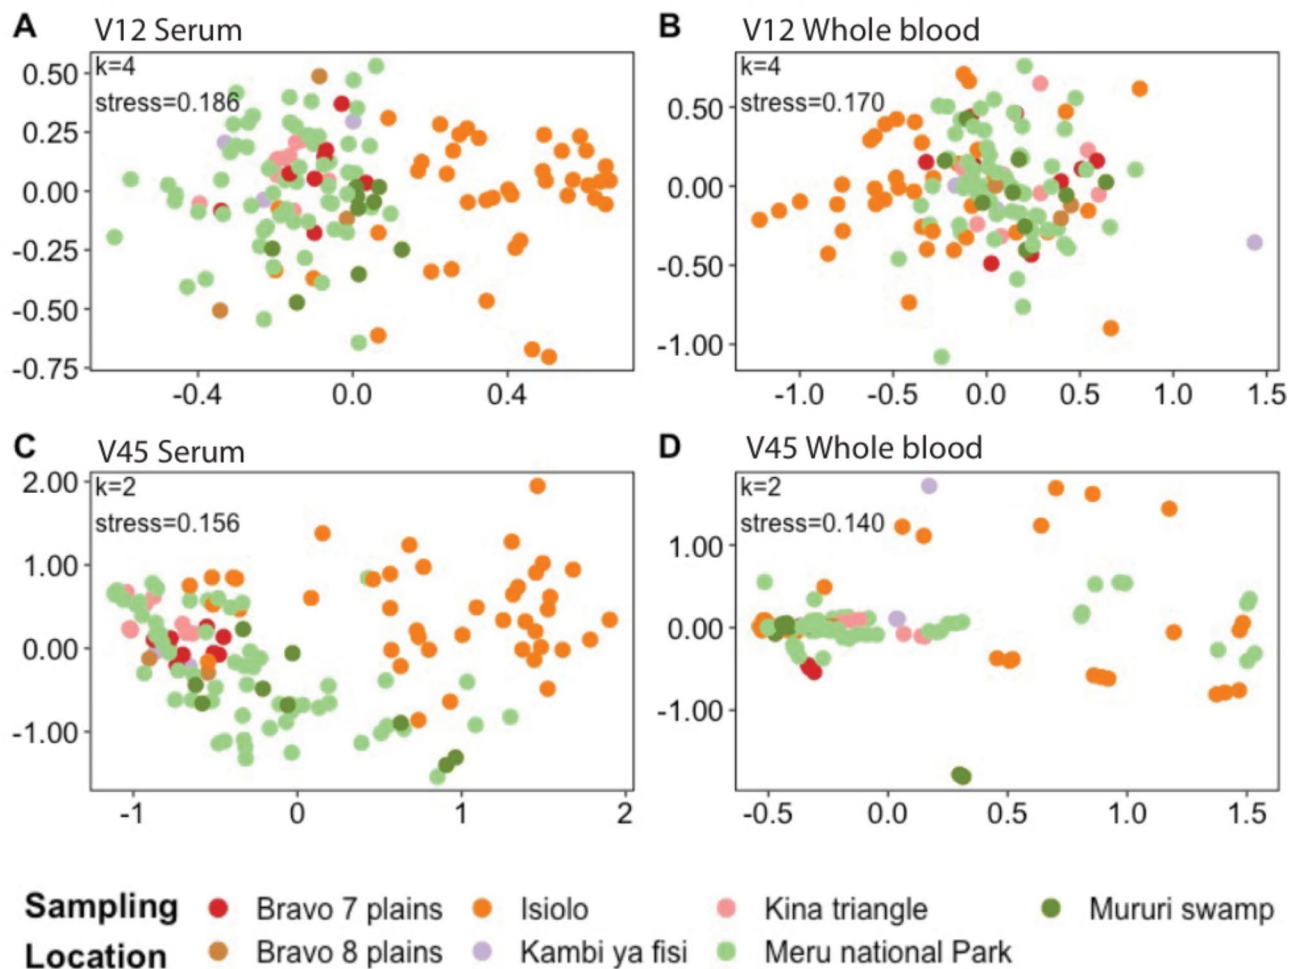 A V12 Serum
k=4
stress=0.186
0.50
0.25
0.00
-0.25
-0.50
-0.75
-0.4 0.0 0.4
B V12 Whole blood
k=4
stress=0.170
0.50
0.00
-0.50
-1.00
-1.0 -0.5 0.0 0.5 1.0 1.5
C V45 Serum
k=2
stress=0.156
2.00
1.00
0.00
-1.00
-1 0 1 2
D V45 Whole blood
k=2
stress=0.140
1.00
0.00
-1.00
-0.5 0.0 0.5 1.0 1.5
Sampling Location
Bravo 7 plains Isiolo Kina triangle Mururi swamp
Bravo 8 plains Kambi ya fisi Meru national Park